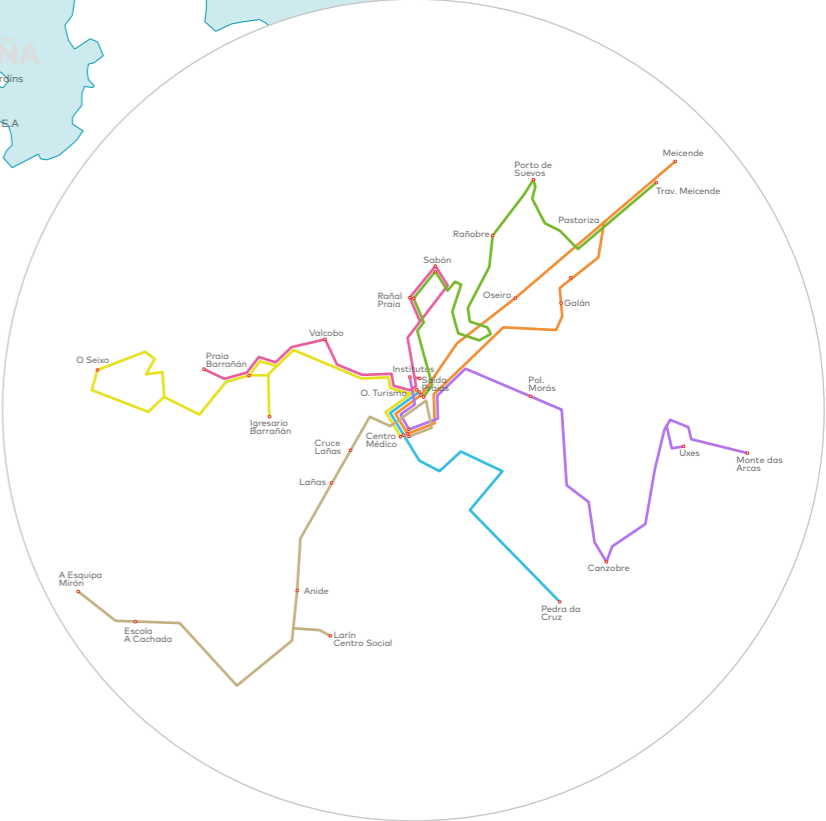 ÑA
rdíns
E.A
Meicende
Porto de
Suevos
Trav. Meicende
Pastoriza
Rañobre
Sabón
Oseiro
Rañal
Praia
Galán
Valcobo
O Seixo
Praia
Barrañán
Institutos
Saída
Praias
Pol.
Morás
O. Turismo
Igresario
Barrañán
Centro
Médico
Cruce
Lañas
Uxes
Monte das
Arcas
Lañas
Canzobre
A Esquipa
Mirón
Anide
Pedra da
Cruz
Escola
A Cachada
Larín
Centro Social